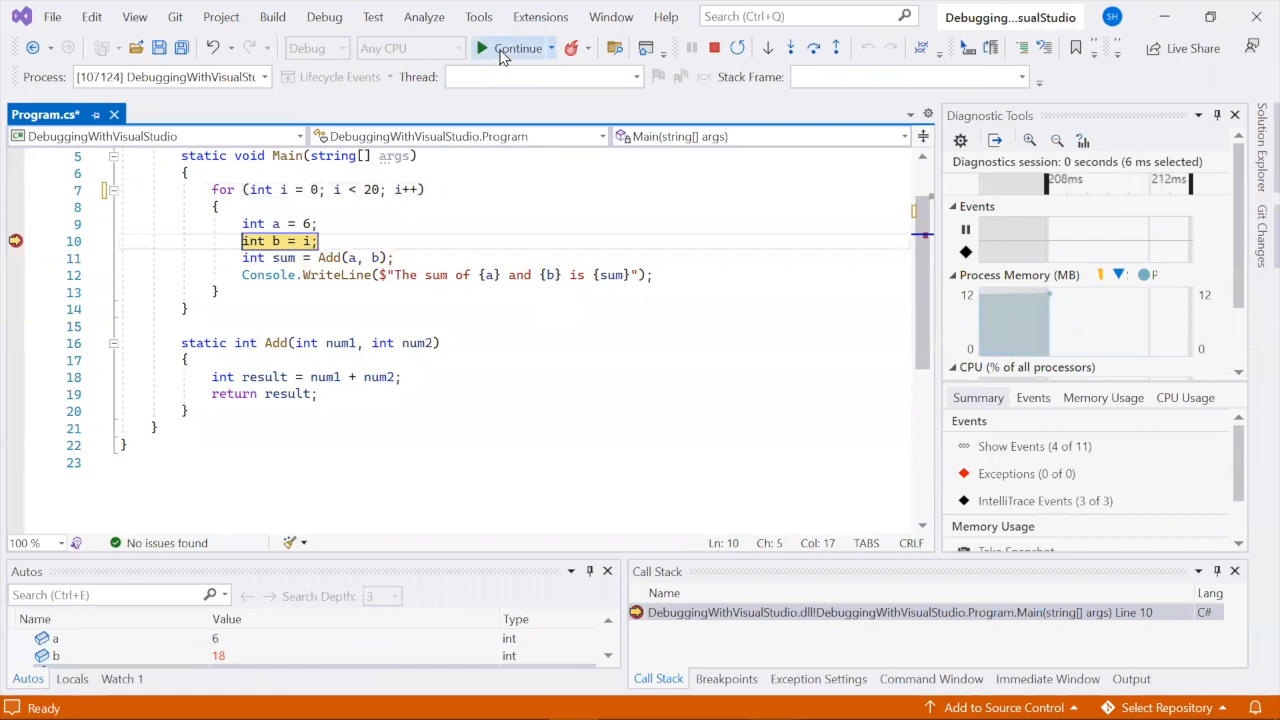 File Edit View Git Project Build Debug Test Analyze Tools Extensions Window Help Search (Ctrl+Q) Debugging...sualStudio SH
Debug Any CPU Continue Live Share
Process: [107124] DebuggingWithVisualStu Lifecycle Events Thread: Stack Frame:
Program.cs*
DebuggingWithVisualStudio DebuggingWithVisualStudio.Program Main(string[] args)
5 static void Main(string[] args)
6 {
7 for (int i = 0; i < 20; i++)
8 {
9 int a = 6;
10 int b = i;
11 int sum = Add(a, b);
12 Console.WriteLine($"The sum of {a} and {b} is {sum}");
13 }
14 }
15
16 static int Add(int num1, int num2)
17 {
18 int result = num1 + num2;
19 return result;
20 }
21 }
22 }
23
100 % No issues found Ln: 10 Ch: 5 Col: 17 TABS CRLF
Diagnostic Tools
Diagnostics session: 0 seconds (6 ms selected)
208ms 212ms
Events
Process Memory (MB) P
12 12
0 0
CPU (% of all processors)
Summary Events Memory Usage CPU Usage
Events
Show Events (4 of 11)
Exceptions (0 of 0)
IntelliTrace Events (3 of 3)
Memory Usage
Solution Explorer
Git Changes
Autos
Search (Ctrl+E) Search Depth: 3
Name Value Type
a 6 int
b 18 int
Autos Locals Watch 1
Call Stack
Name Lang
DebuggingWithVisualStudio.dll!DebuggingWithVisualStudio.Program.Main(string[] args) Line 10 C#
Call Stack Breakpoints Exception Settings Command Window Immediate Window Output
Ready Add to Source Control Select Repository